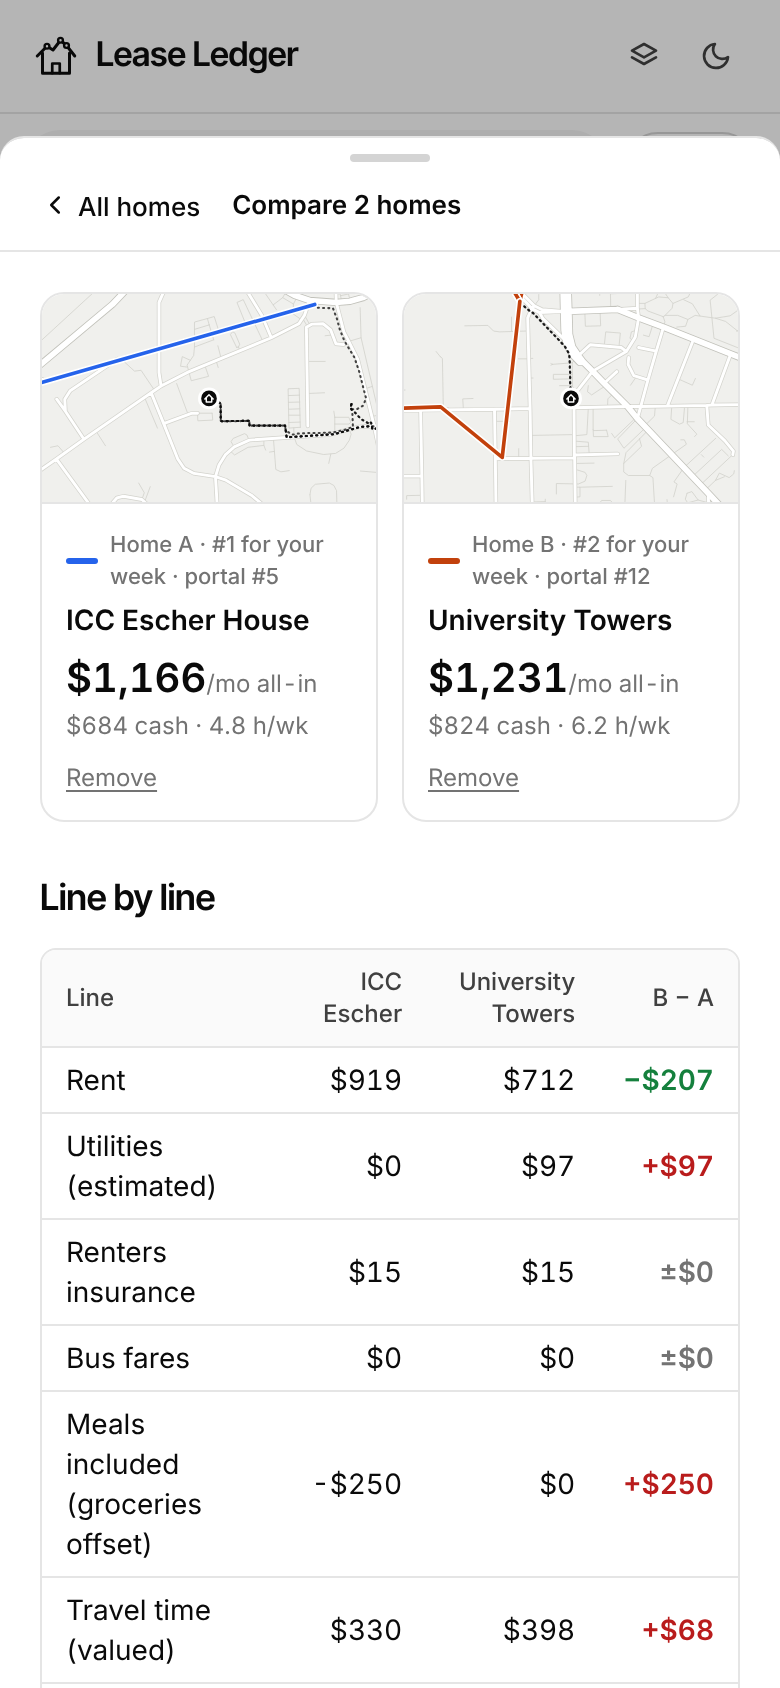 Lease Ledger
All homes
Compare 2 homes
Home A · #1 for your
week · portal #5
ICC Escher House
$1,166/mo all-in
$684 cash · 4.8 h/wk
Remove
Home B · #2 for your
week · portal #12
University Towers
$1,231/mo all-in
$824 cash · 6.2 h/wk
Remove
Line by line
Line
ICC
Escher
University
Towers
B − A
Rent
$919
$712
−$207
Utilities
(estimated)
$0
$97
+$97
Renters
insurance
$15
$15
±$0
Bus fares
$0
$0
±$0
Meals
included
(groceries
offset)
-$250
$0
+$250
Travel time
(valued)
$330
$398
+$68